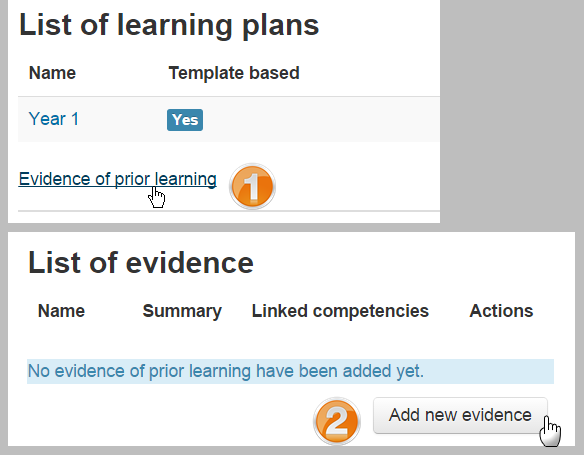 List of learning plans
Name Template based
Year 1 Yes
Evidence of prior learning 1
List of evidence
Name Summary Linked competencies Actions
No evidence of prior learning have been added yet.
2 Add new evidence